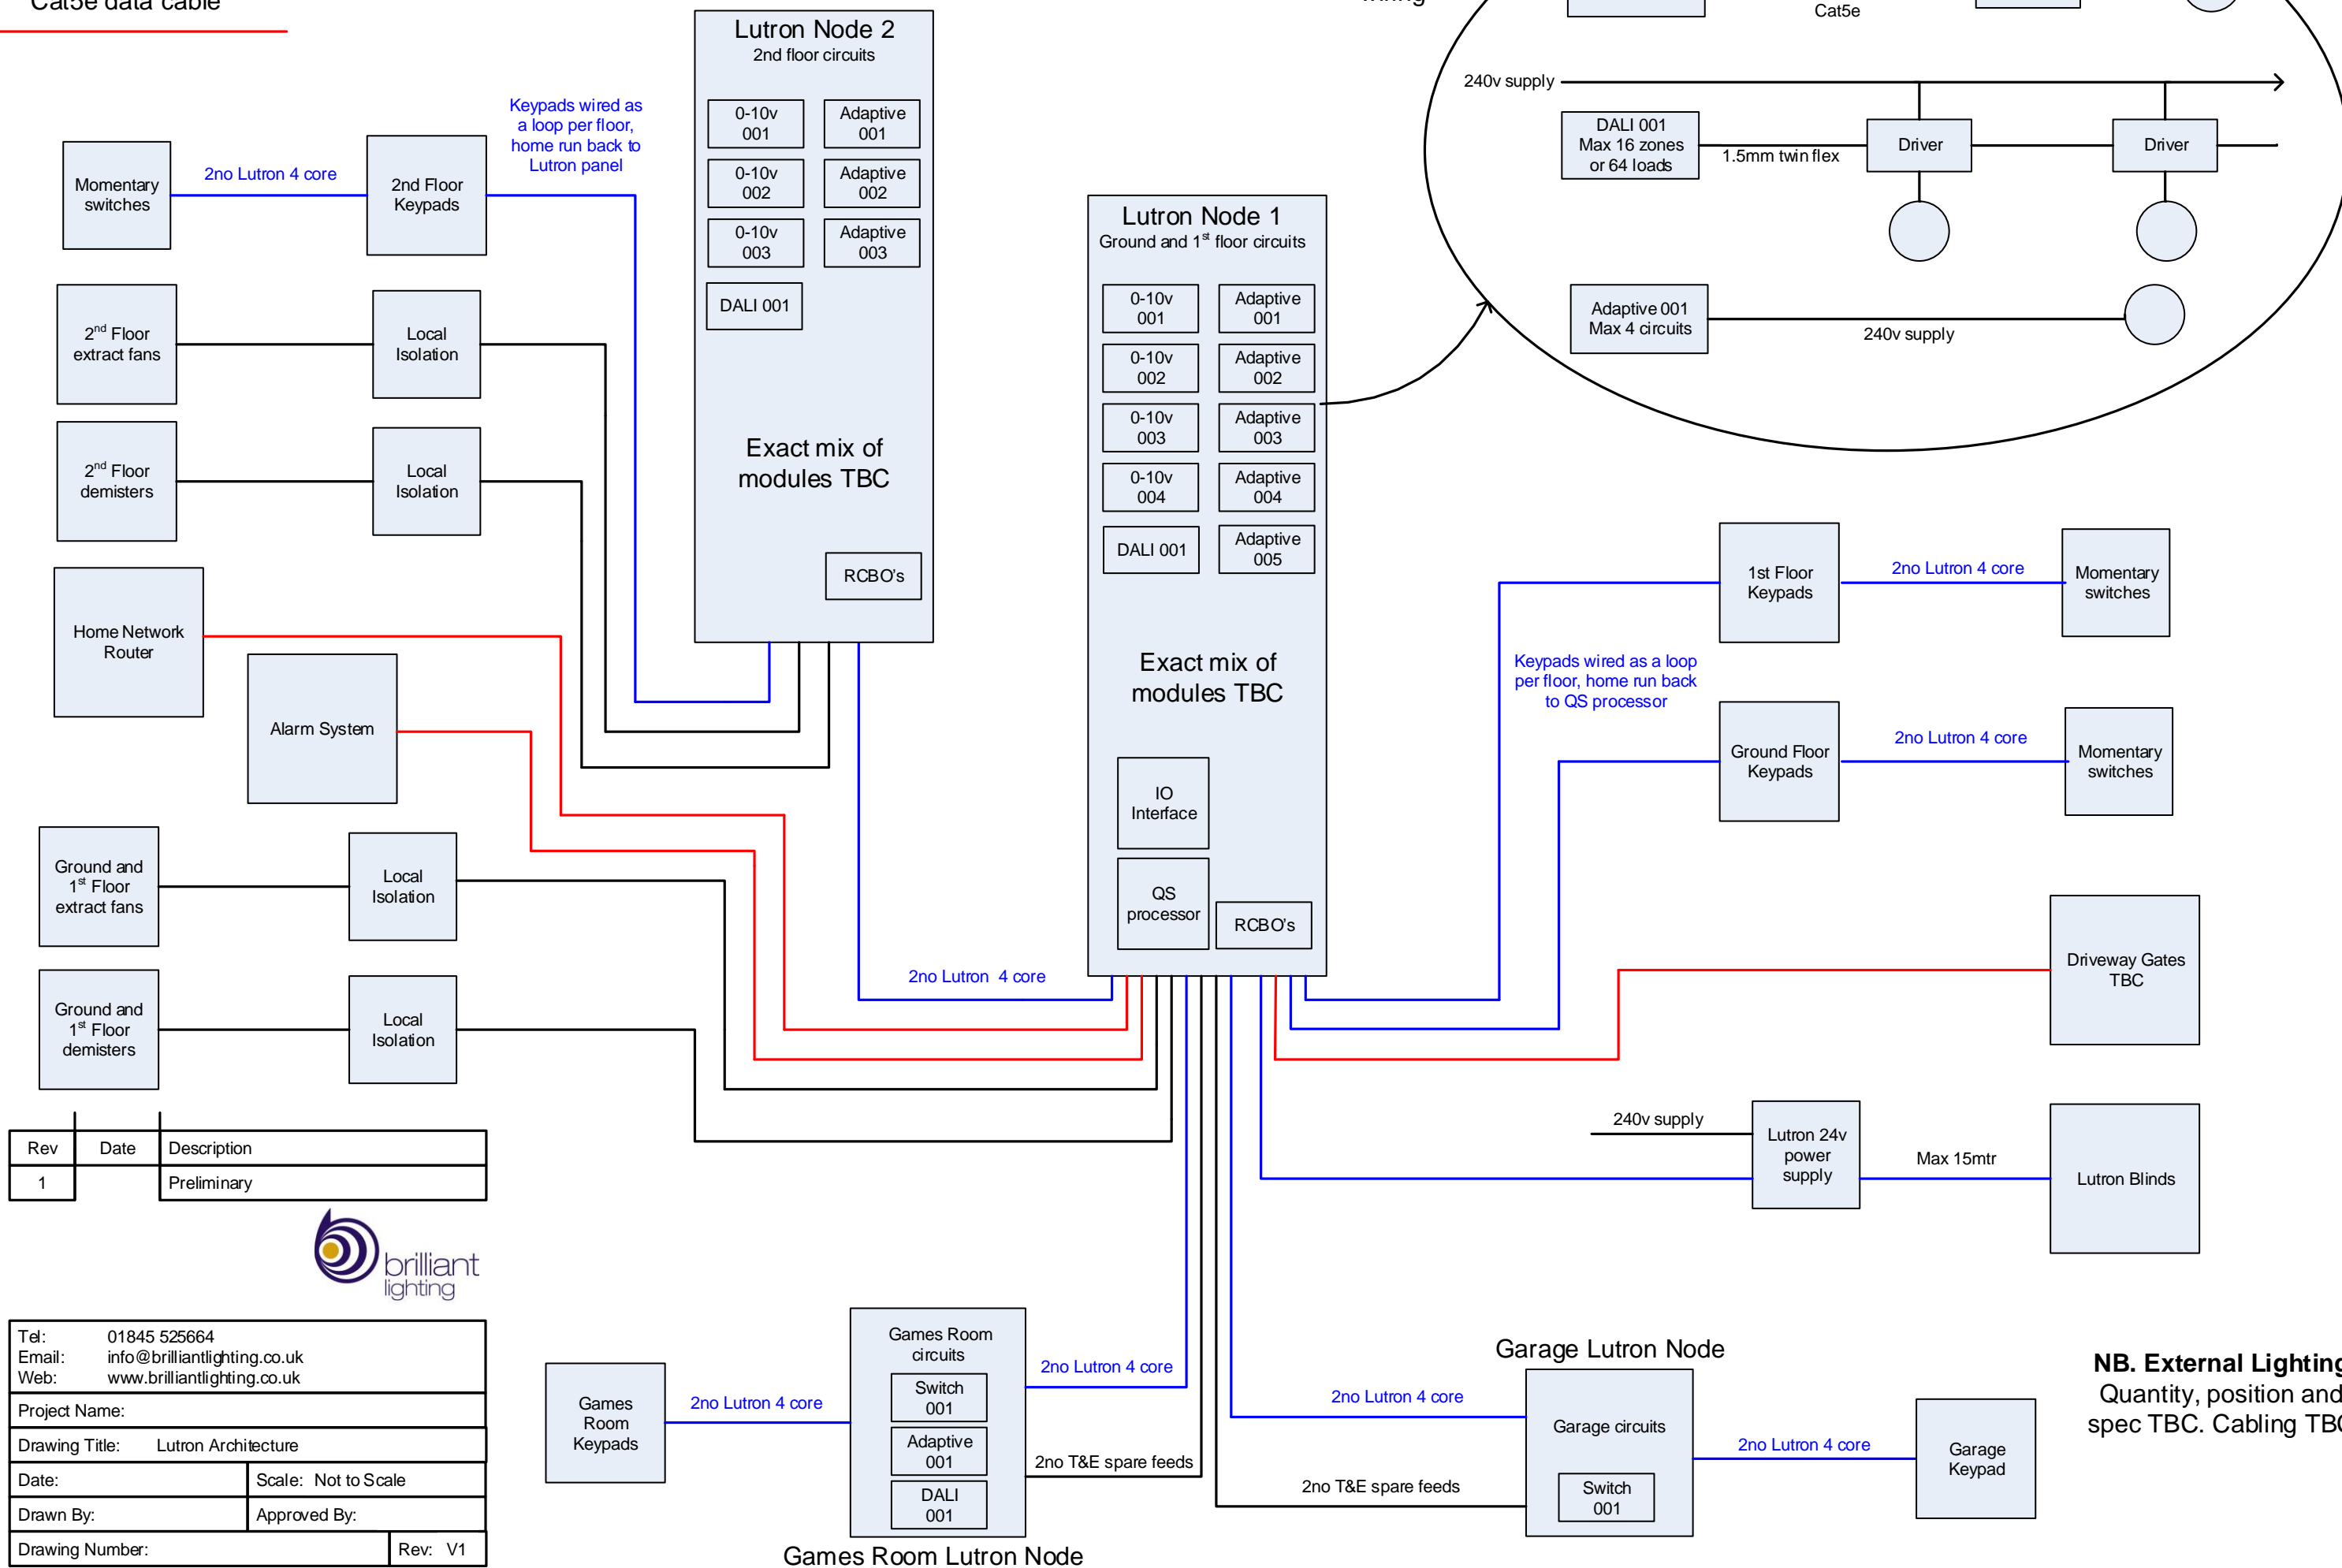 Cat5e data cable
Lutron Node 2
2nd floor circuits
0-10v
001
Adaptive
001
0-10v
002
Adaptive
002
0-10v
003
Adaptive
003
DALI 001
Exact mix of
modules TBC
RCBO's
Keypads wired as
a loop per floor,
home run back to
Lutron panel
Momentary
switches
2no Lutron 4 core
2nd Floor
Keypads
2nd Floor
extract fans
Local
Isolation
2nd Floor
demisters
Local
Isolation
Home Network
Router
Alarm System
Ground and
1st Floor
extract fans
Local
Isolation
Ground and
1st Floor
demisters
Local
Isolation
2no Lutron 4 core
Lutron Node 1
Ground and 1st floor circuits
0-10v
001
Adaptive
001
0-10v
002
Adaptive
002
0-10v
003
Adaptive
003
0-10v
004
Adaptive
004
DALI 001
Adaptive
005
Exact mix of
modules TBC
IO
Interface
QS
processor
RCBO's
Cat5e
240v supply
DALI 001
Max 16 zones
or 64 loads
1.5mm twin flex
Driver
Driver
Adaptive 001
Max 4 circuits
240v supply
1st Floor
Keypads
2no Lutron 4 core
Momentary
switches
Keypads wired as a loop
per floor, home run back
to QS processor
Ground Floor
Keypads
2no Lutron 4 core
Momentary
switches
Driveway Gates
TBC
240v supply
Lutron 24v
power
supply
Max 15mtr
Lutron Blinds
Rev Date Description
1 Preliminary
brilliant
lighting
Tel: 01845 525664
Email: info@brilliantlighting.co.uk
Web: www.brilliantlighting.co.uk
Project Name:
Drawing Title: Lutron Architecture
Date: Scale: Not to Scale
Drawn By: Approved By:
Drawing Number: Rev: V1
Games
Room
Keypads
2no Lutron 4 core
Games Room
circuits
Switch
001
Adaptive
001
DALI
001
Games Room Lutron Node
2no Lutron 4 core
2no T&E spare feeds
Garage Lutron Node
2no Lutron 4 core
2no T&E spare feeds
Garage circuits
Switch
001
2no Lutron 4 core
Garage
Keypad
NB. External Lighting
Quantity, position and
spec TBC. Cabling TBC